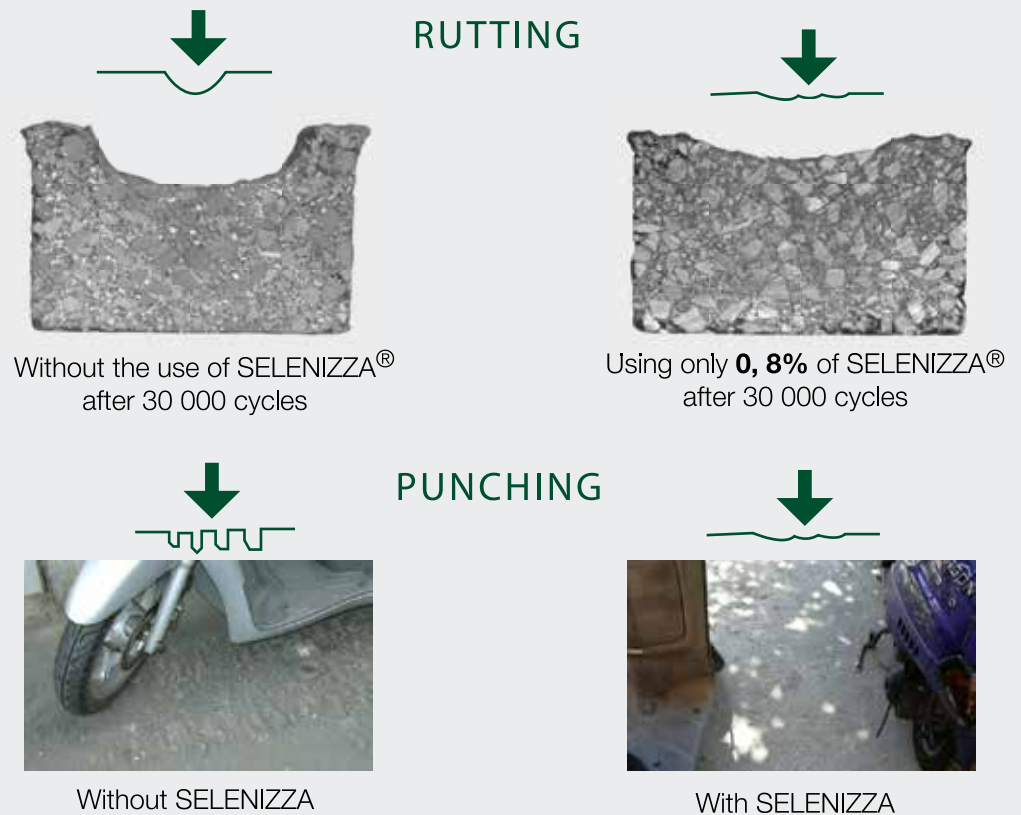 RUTTING
Without the use of SELENIZZA®
after 30 000 cycles
Using only 0, 8% of SELENIZZA®
after 30 000 cycles
PUNCHING
Without SELENIZZA
With SELENIZZA